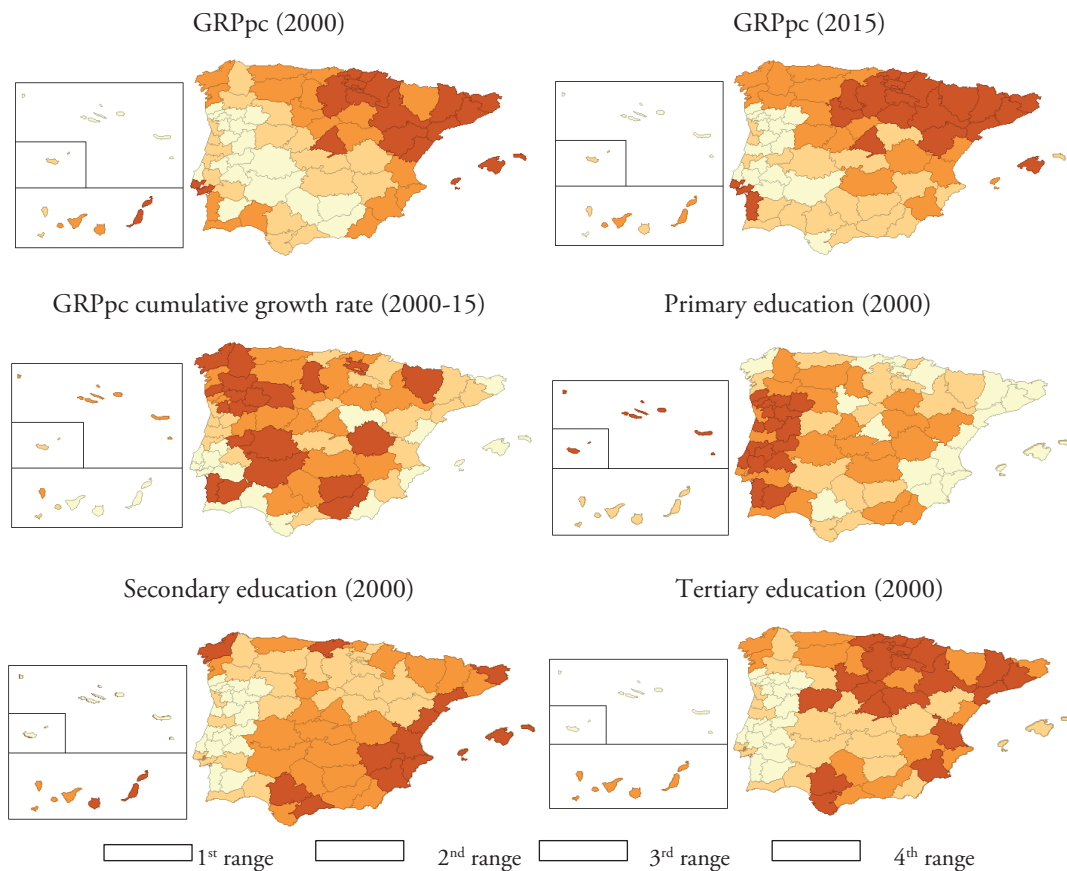 GRPpc (2000)
GRPpc (2015)
GRPpc cumulative growth rate (2000-15)
Primary education (2000)
Secondary education (2000)
Tertiary education (2000)
1st range
2nd range
3rd range
4th range